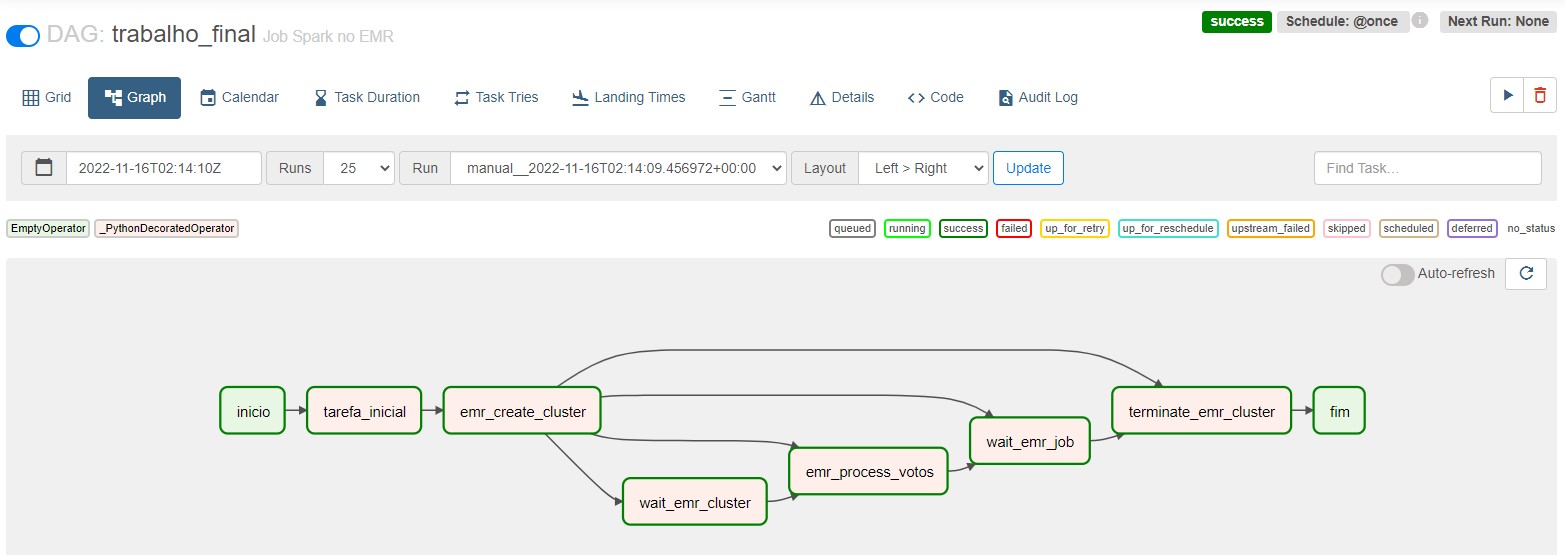 DAG: trabalho_final Job Spark no EMR
success Schedule: @once Next Run: None
Grid Graph Calendar Task Duration Task Tries Landing Times Gantt Details Code Audit Log
2022-11-16T02:14:10Z Runs 25 Run manual__2022-11-16T02:14:09.456972+00:00 Layout Left > Right Update Find Task...
EmptyOperator _PythonDecoratedOperator queued running success failed up_for_retry up_for_reschedule upstream_failed skipped scheduled deferred no_status
Auto-refresh
inicio tarefa_inicial emr_create_cluster terminate_emr_cluster fim
wait_emr_job
emr_process_votos
wait_emr_cluster